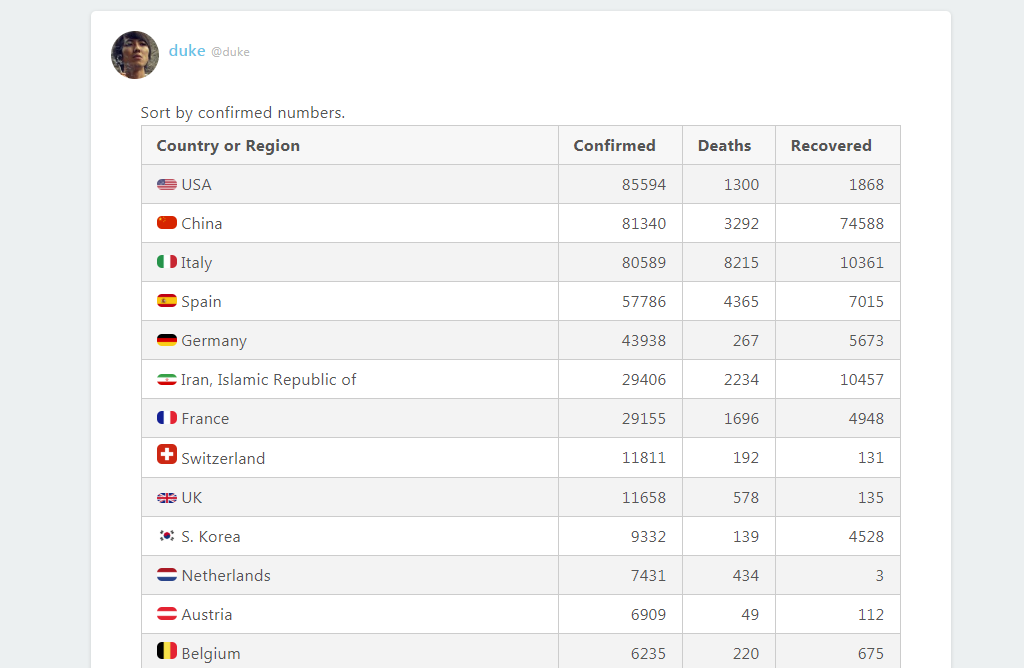 duke @duke
Sort by confirmed numbers.
Country or Region Confirmed Deaths Recovered
USA 85594 1300 1868
China 81340 3292 74588
Italy 80589 8215 10361
Spain 57786 4365 7015
Germany 43938 267 5673
Iran, Islamic Republic of 29406 2234 10457
France 29155 1696 4948
Switzerland 11811 192 131
UK 11658 578 135
S. Korea 9332 139 4528
Netherlands 7431 434 3
Austria 6909 49 112
Belgium 6235 220 675